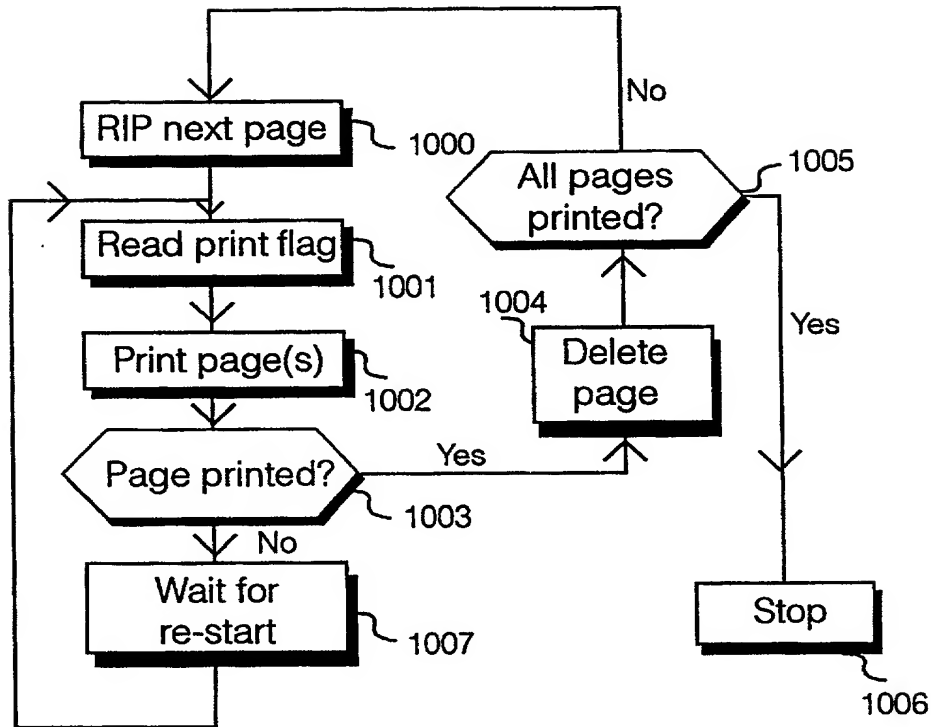 No
RIP next page
1000
All pages
printed?
1005
Read print flag
1001
1004
Yes
Print page(s)
1002
Delete
page
Page printed?
Yes
1003
No
Wait for
re-start
1007
Stop
1006